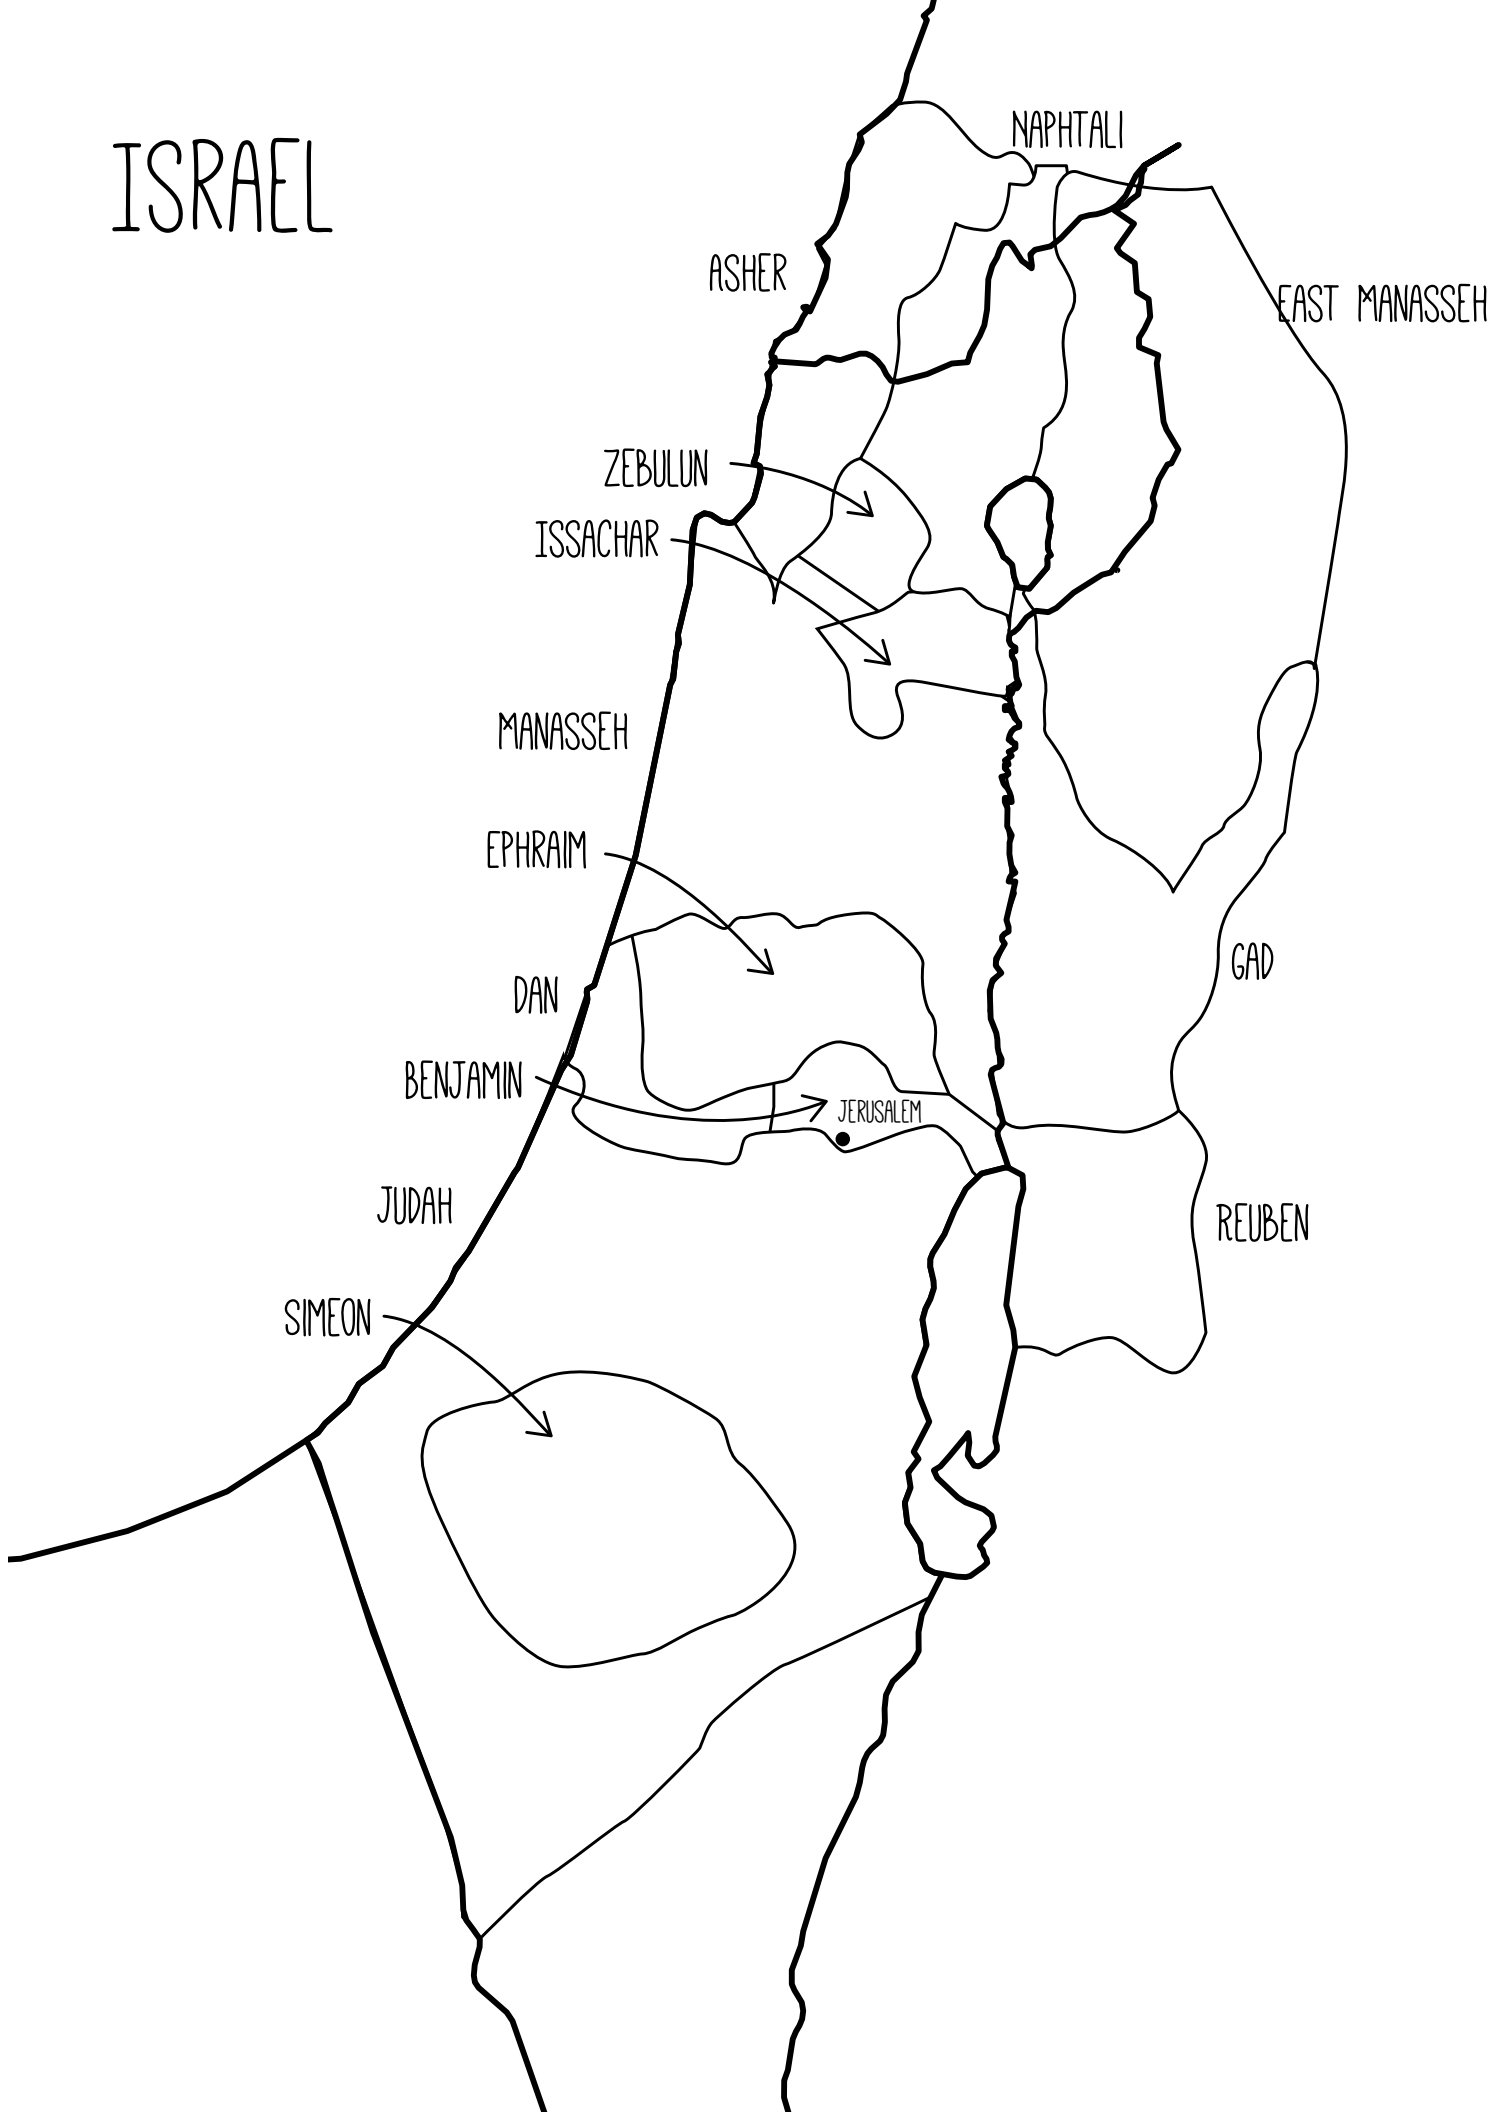 NAPHTALI
ISRAEL
ASHER
EAST MANASSEH
ZEBULUN
ISSACHAR
MANASSEH
EPHRAIM
GAD
DAN
BENJAMIN
JERUSALEM
JUDAH
REUBEN
SIMEON